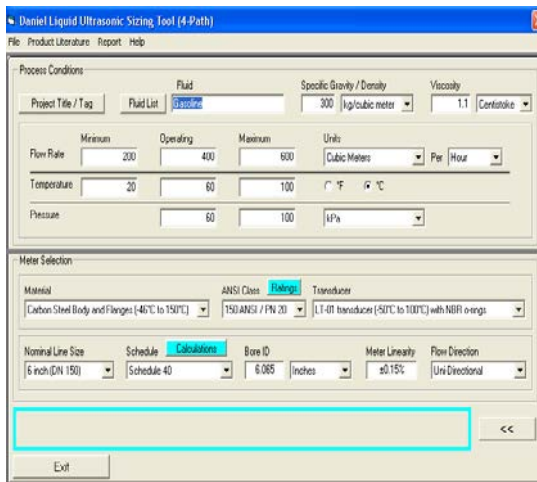 Daniel Liquid Ultrasonic Sizing Tool (4-Path)
File Product Literature Report Help
Process Conditions
Fluid Specific Gravity / Density Viscosity
Project Title / Tag Fluid List Gasoline 300 kg/cubic meter 1.1 Centistoke
Minimum Operating Maximum Units
Flow Rate 200 400 600 Cubic Meters Per Hour
Temperature 20 60 100 °F °C
Pressure 60 100 kPa
Meter Selection
Material ANSI Class Ratings Transducer
Carbon Steel Body and Flanges (-46°C to 150°C) 150 ANSI / PN 20 LT-01 transducer (-50°C to 100°C) with NBR o-rings
Nominal Line Size Schedule Calculations Bore ID Meter Linearity Flow Direction
6 inch (DN 150) Schedule 40 6.065 Inches ±0.15% Uni-Directional
<<
Exit